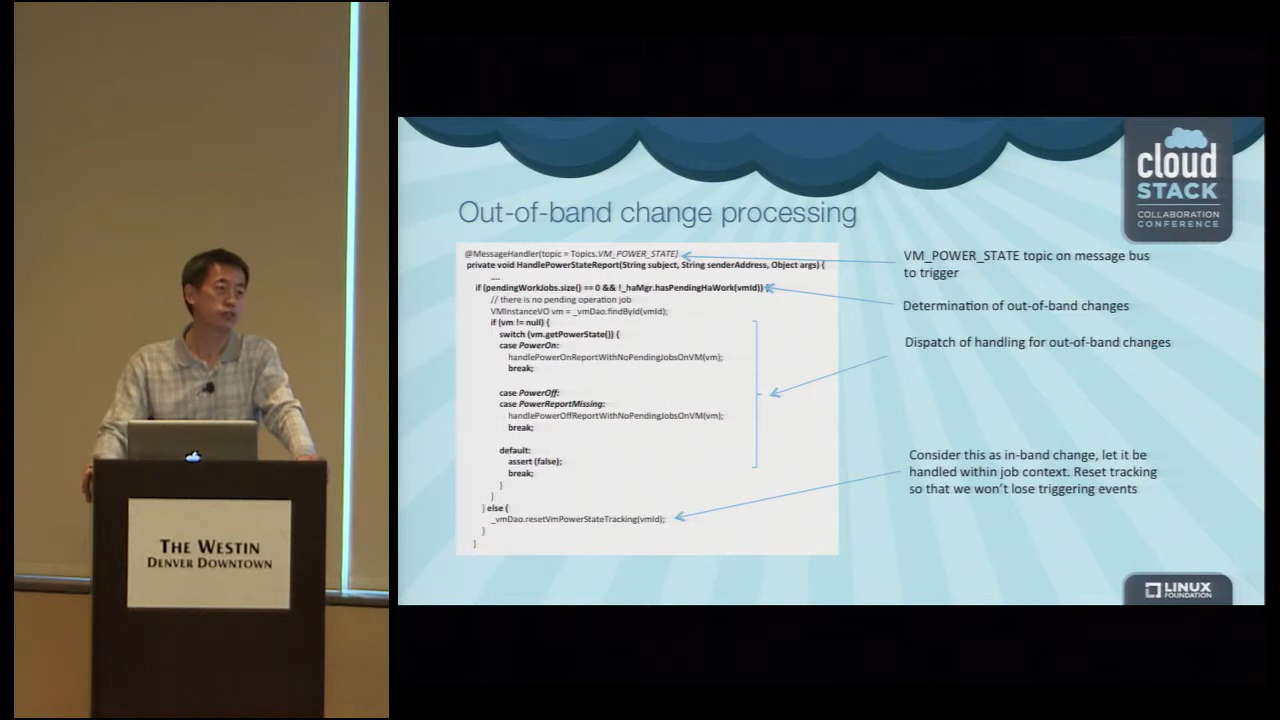 THE WESTIN
DENVER DOWNTOWN
cloud
STACK
COLLABORATION
CONFERENCE
Out-of-band change processing
@MessageHandler(topic = Topics.VM_POWER_STATE)
private void HandlePowerStateReport(String subject, String senderAddress, Object args) {
....
if (pendingWorkJobs.size() == 0 && !_haMgr.hasPendingHaWork(vmId)) {
// there is no pending operation job
VMInstanceVO vm = _vmDao.findById(vmId);
if (vm != null) {
switch (vm.getPowerState()) {
case PowerOn:
handlePowerOnReportWithNoPendingJobsOnVM(vm);
break;
case PowerOff:
case PowerReportMissing:
handlePowerOffReportWithNoPendingJobsOnVM(vm);
break;
default:
assert (false);
break;
}
}
} else {
_vmDao.resetVmPowerStateTracking(vmId);
}
}
VM_POWER_STATE topic on message bus
to trigger
Determination of out-of-band changes
Dispatch of handling for out-of-band changes
Consider this as in-band change, let it be
handled within job context. Reset tracking
so that we won't lose triggering events
LINUX
FOUNDATION